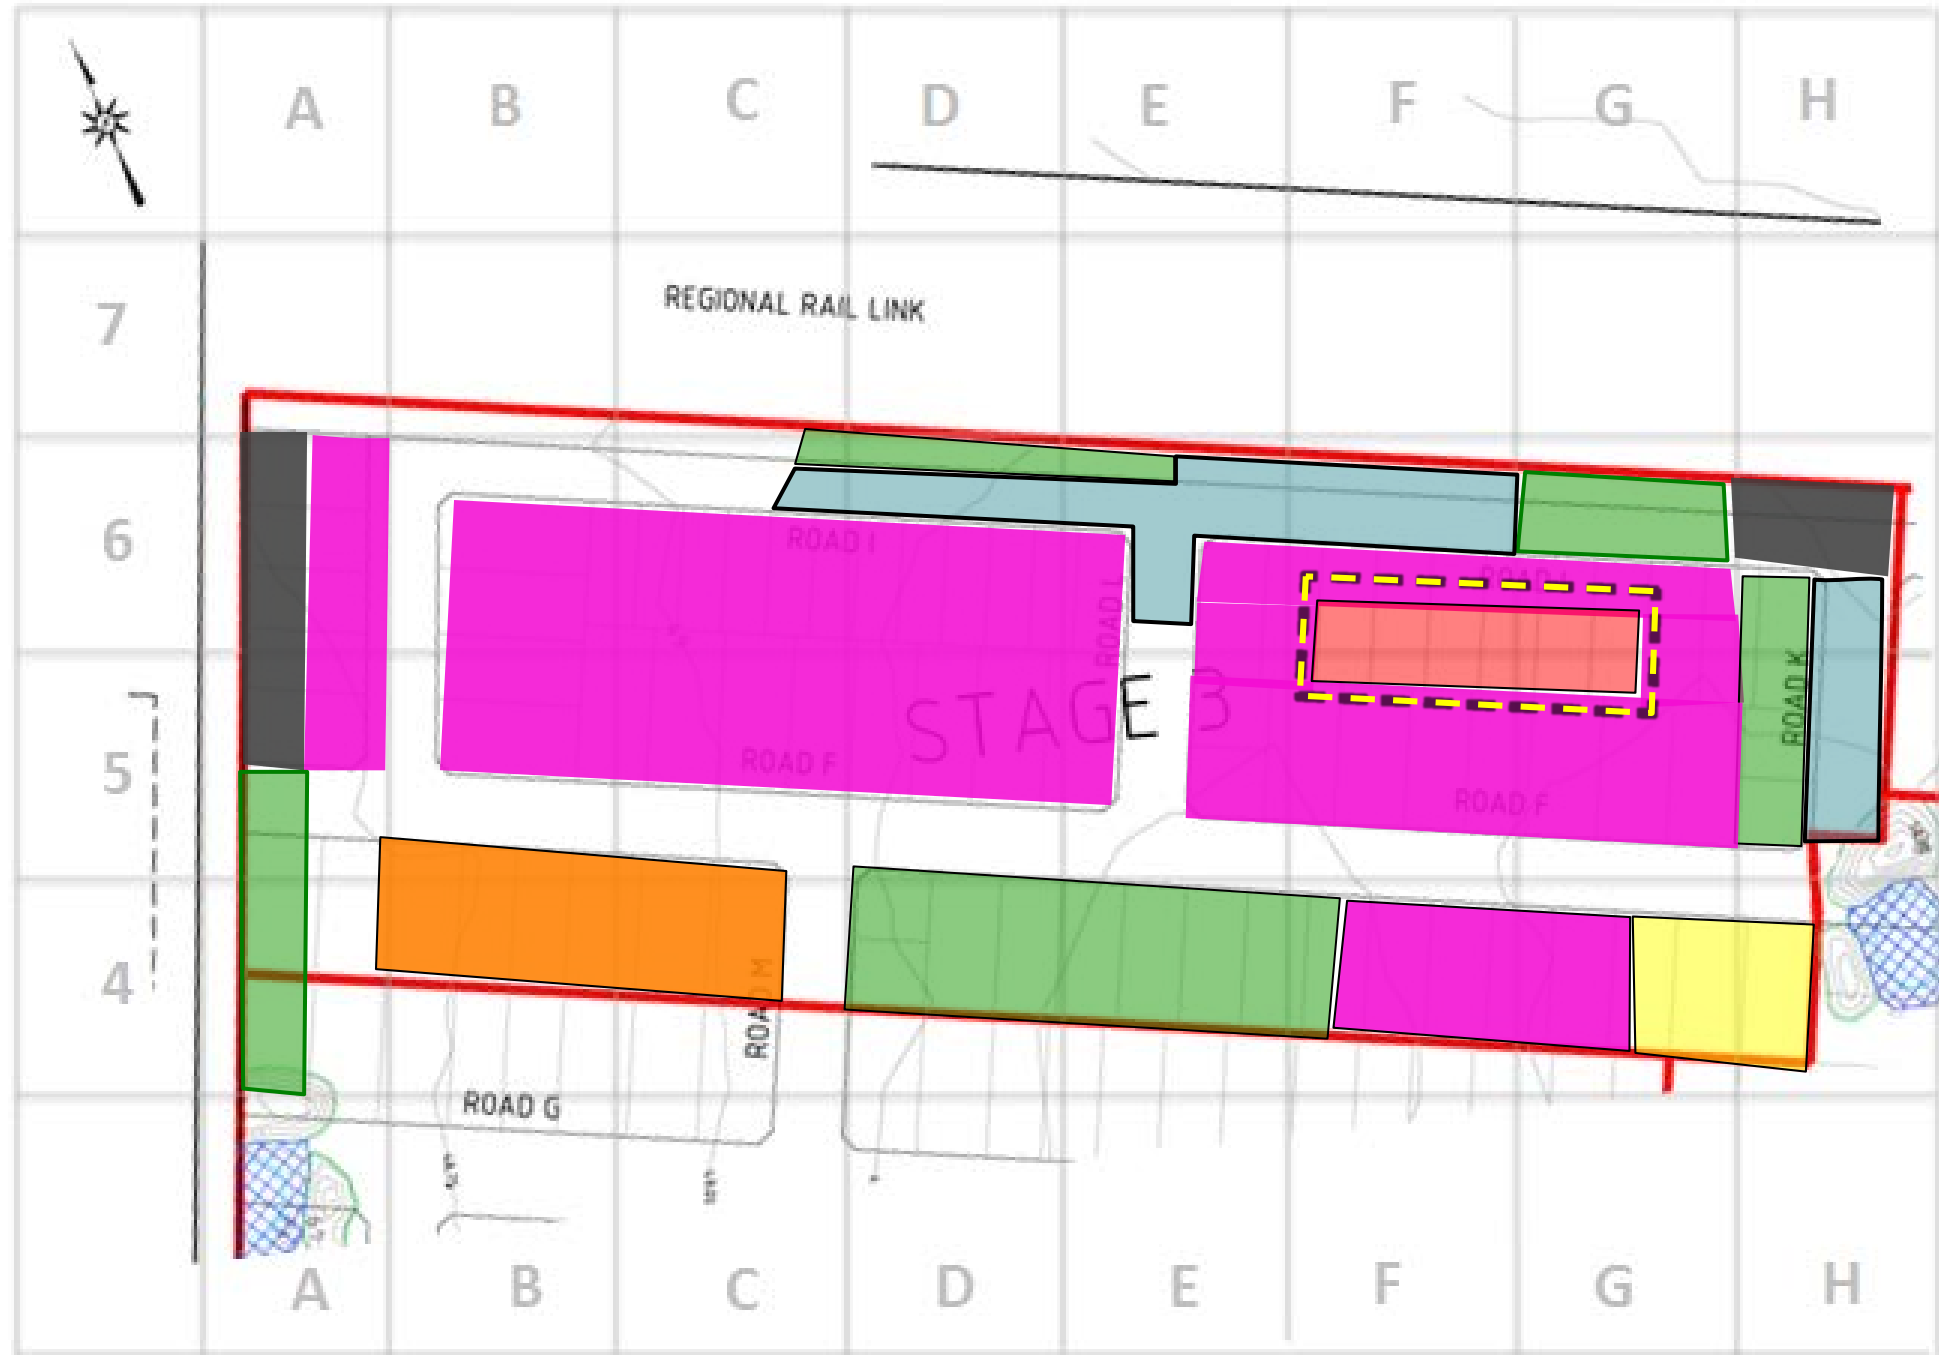 A B C D E F G H
7
REGIONAL RAIL LINK
6
ROAD I
ROAD L
STAGE 3
ROAD K
5
ROAD F
ROAD F
4
ROAD M
ROAD G
A B C D E F G H